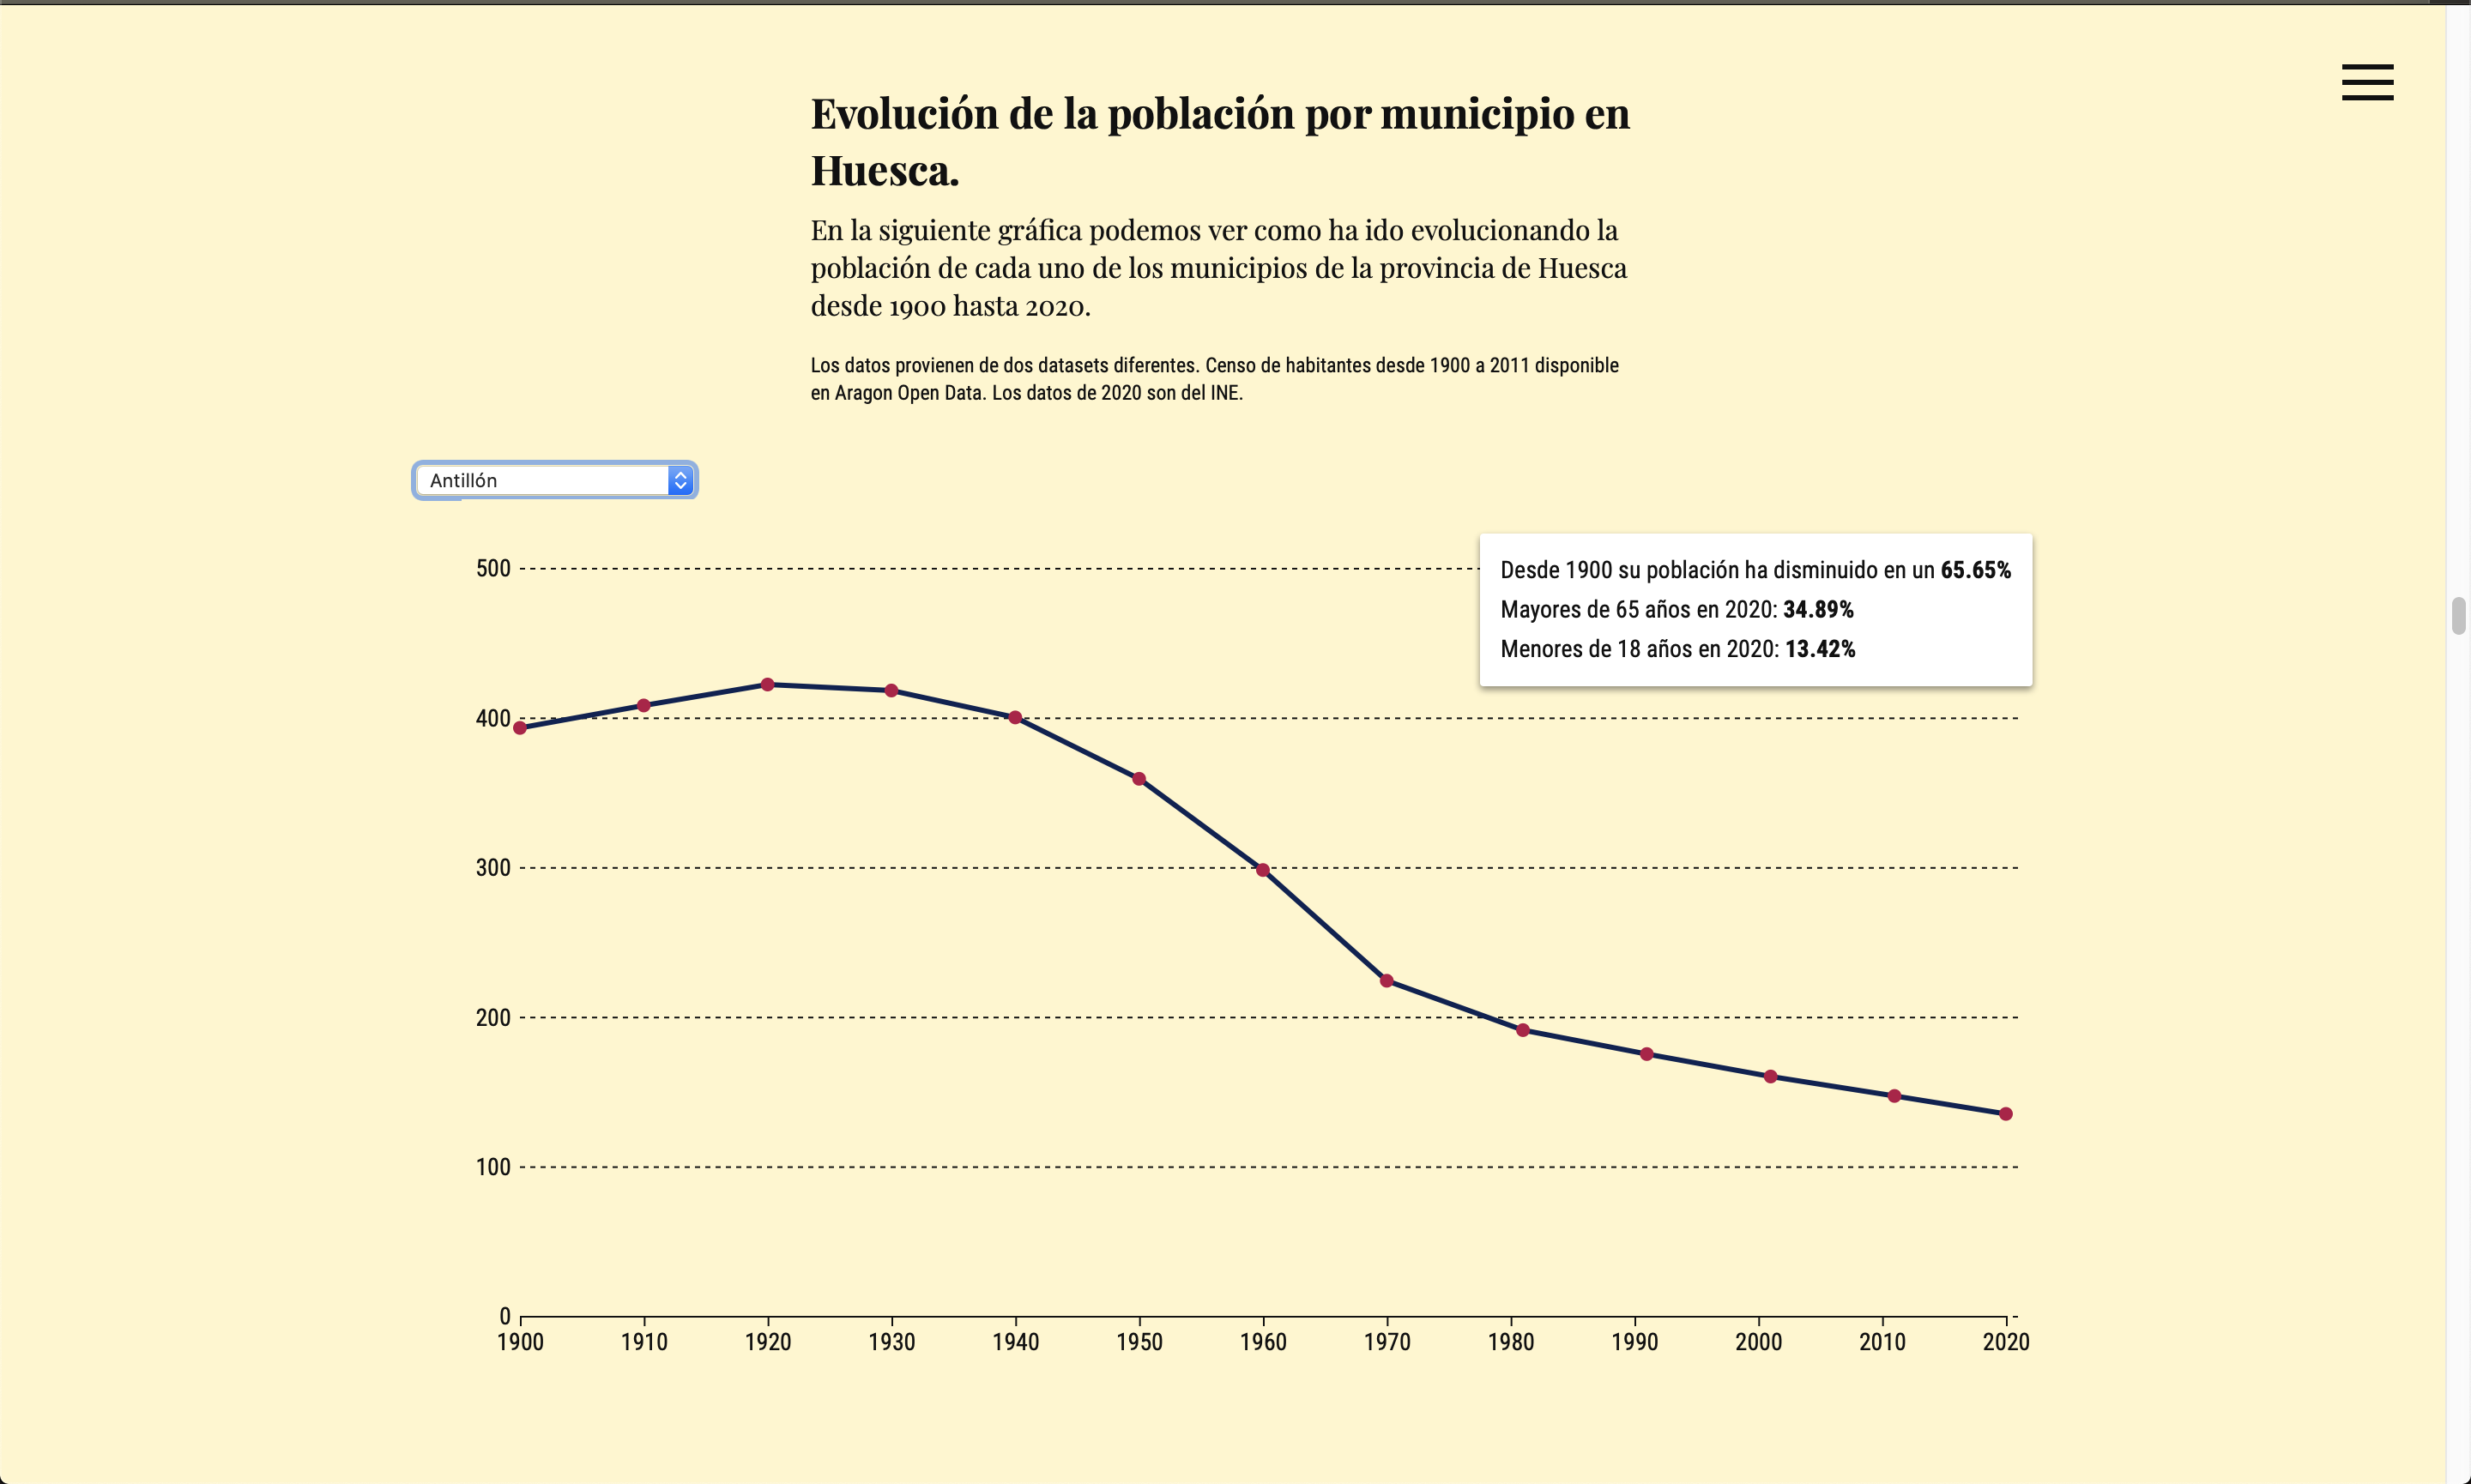 Evolución de la población por municipio en
Huesca.
En la siguiente gráfica podemos ver como ha ido evolucionando la
población de cada uno de los municipios de la provincia de Huesca
desde 1900 hasta 2020.
Los datos provienen de dos datasets diferentes. Censo de habitantes desde 1900 a 2011 disponible
en Aragon Open Data. Los datos de 2020 son del INE.
Antillón
Desde 1900 su población ha disminuido en un 65.65%
Mayores de 65 años en 2020: 34.89%
Menores de 18 años en 2020: 13.42%
500
400
300
200
100
0
1900 1910 1920 1930 1940 1950 1960 1970 1980 1990 2000 2010 2020